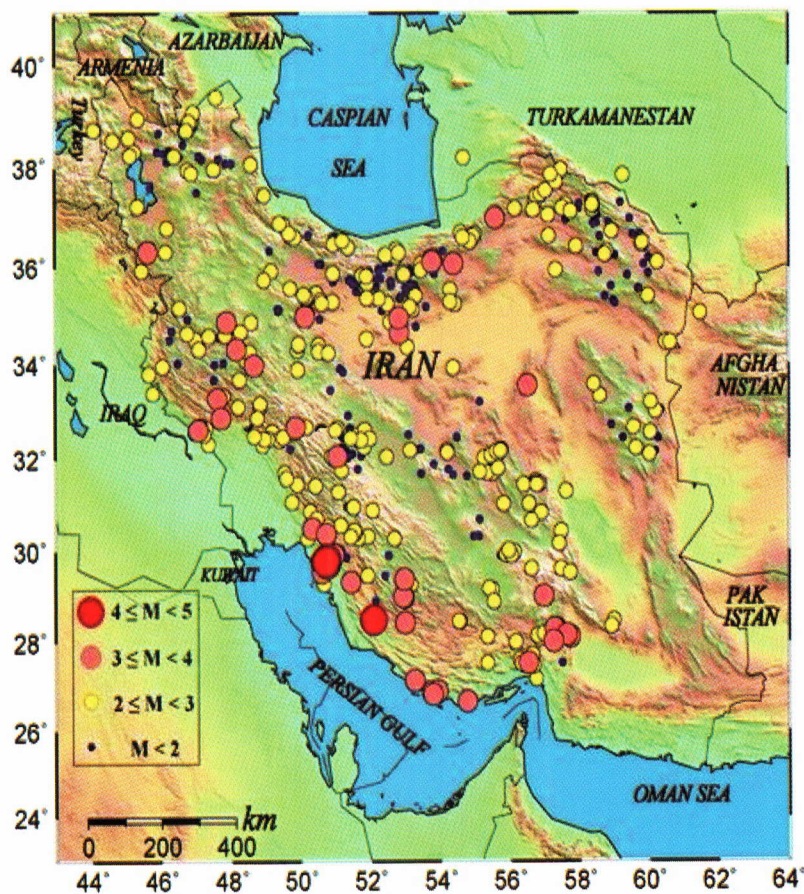 AZARBAIJAN
40°
ARMENIA
Turkey
CASPIAN
SEA
TURKAMANESTAN
38°
36°
34°
IRAN
AFGHA
NISTAN
IRAQ
32°
30°
KUWAIT
4 ≤ M < 5
3 ≤ M < 4
2 ≤ M < 3
M < 2
PAK
ISTAN
28°
PERSIAN GULF
26°
OMAN SEA
24°
km
0 200 400
44° 46° 48° 50° 52° 54° 56° 58° 60° 62°